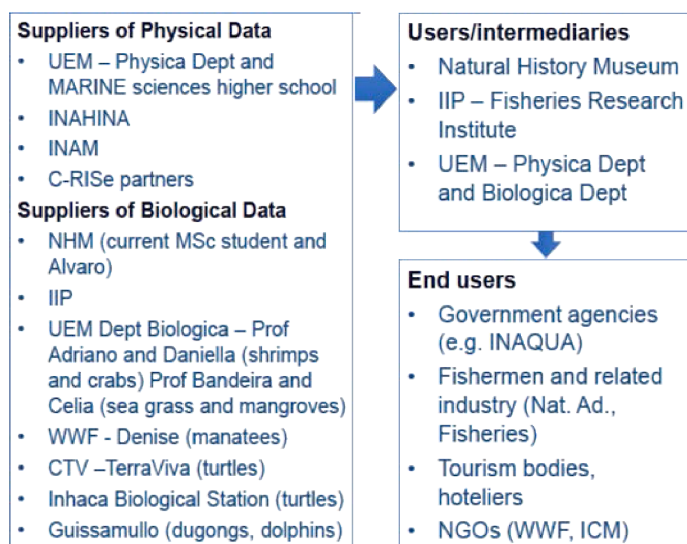 Suppliers of Physical Data
• UEM – Physica Dept and
MARINE sciences higher school
• INAHINA
• INAM
• C-RISe partners
Suppliers of Biological Data
• NHM (current MSc student and
Alvaro)
• IIP
• UEM Dept Biologica – Prof
Adriano and Daniella (shrimps
and crabs) Prof Bandeira and
Celia (sea grass and mangroves)
• WWF - Denise (manatees)
• CTV –TerraViva (turtles)
• Inhaca Biological Station (turtles)
• Guissamullo (dugongs, dolphins)
Users/intermediaries
• Natural History Museum
• IIP – Fisheries Research
Institute
• UEM – Physica Dept
and Biologica Dept
End users
• Government agencies
(e.g. INAQUA)
• Fishermen and related
industry (Nat. Ad.,
Fisheries)
• Tourism bodies,
hoteliers
• NGOs (WWF, ICM)